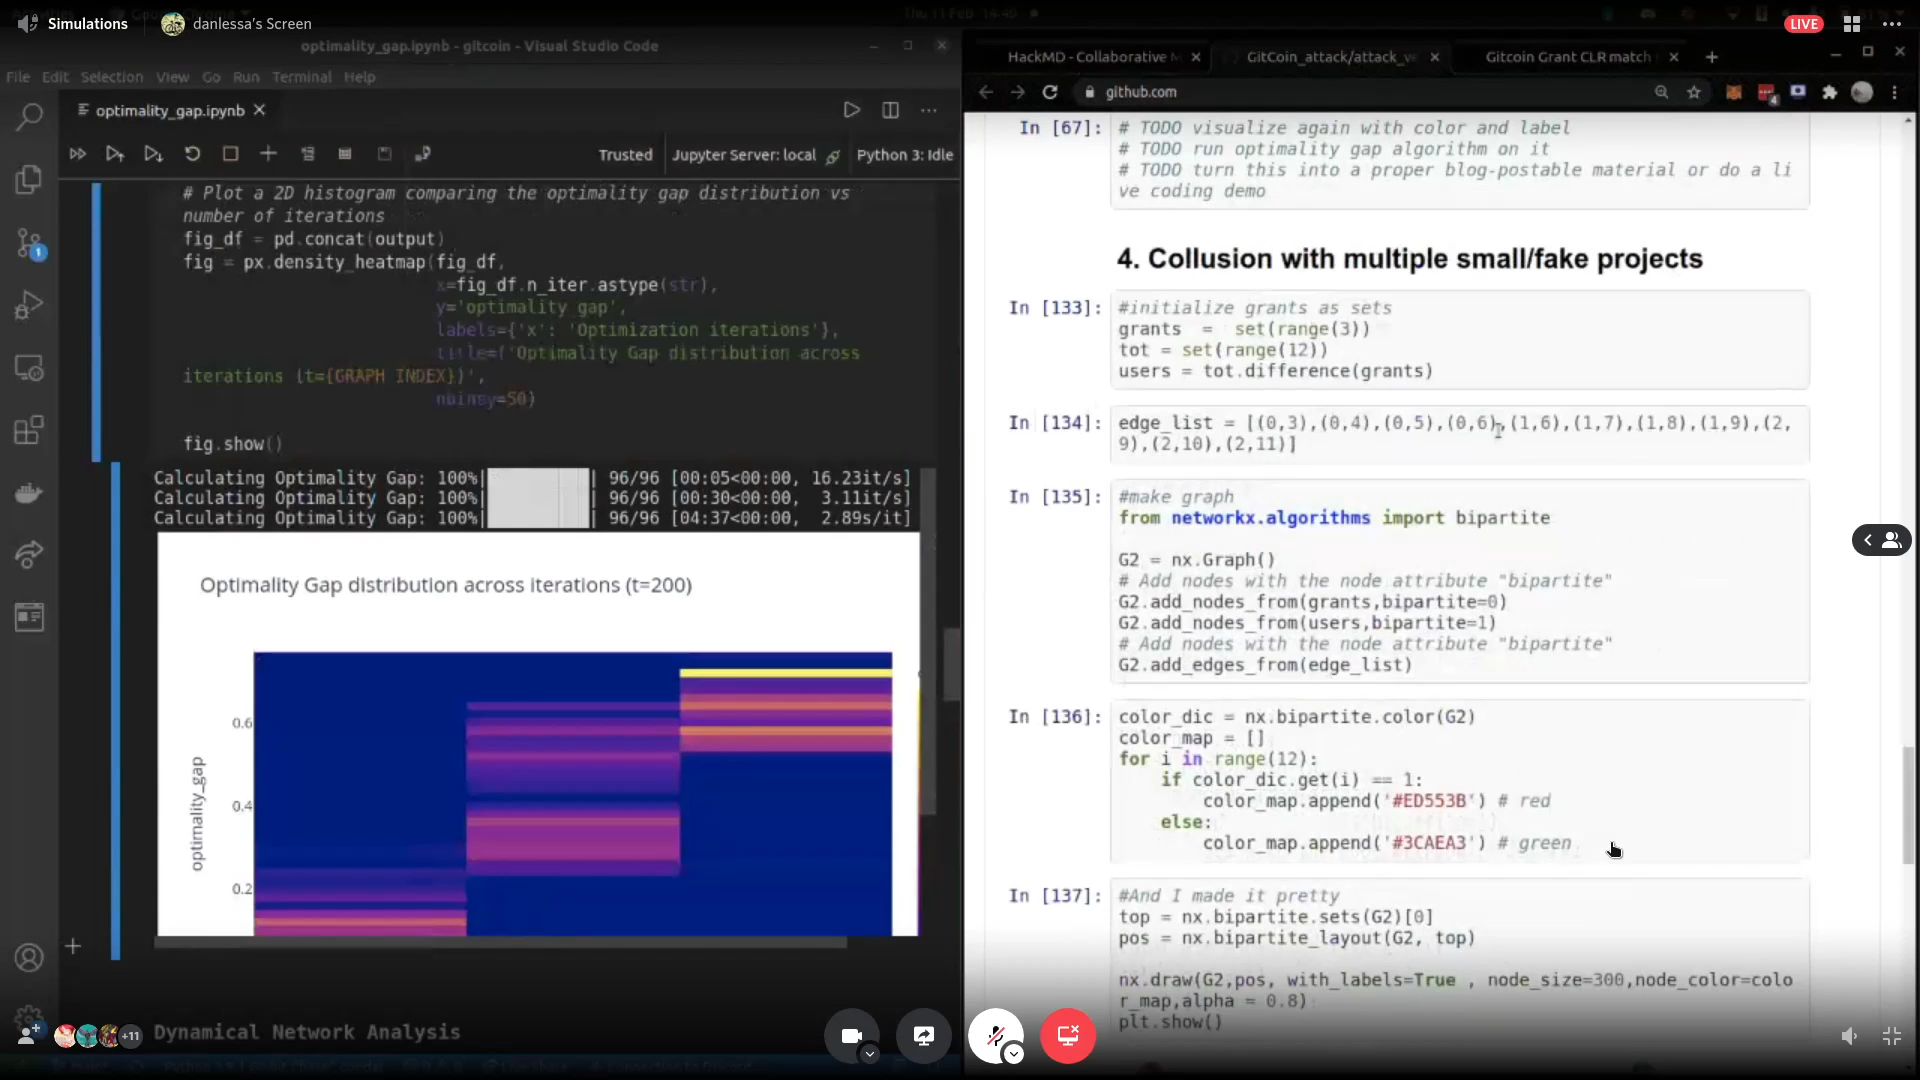 Simulations
danlessa's Screen
LIVE
optimality_gap.ipynb - gitcoin - Visual Studio Code
File Edit Selection View Go Run Terminal Help
optimality_gap.ipynb
Trusted
Jupyter Server: local
Python 3: Idle
# Plot a 2D histogram comparing the optimality gap distribution vs
number of iterations
fig_df = pd.concat(output)
fig = px.density_heatmap(fig_df,
x=fig_df.n_iter.astype(str),
y='optimality_gap',
labels={'x': 'Optimization iterations'},
title=f'Optimality Gap distribution across
iterations (t={GRAPH_INDEX})',
nbinsy=50)
fig.show()
Calculating Optimality Gap: 100%| | 96/96 [00:05<00:00, 16.23it/s]
Calculating Optimality Gap: 100%| | 96/96 [00:30<00:00, 3.11it/s]
Calculating Optimality Gap: 100%| | 96/96 [04:37<00:00, 2.89s/it]
Optimality Gap distribution across iterations (t=200)
optimality_gap
0.6
0.4
0.2
Dynamical Network Analysis
1
+11
HackMD - Collaborative M
GitCoin_attack/attack_ve
Gitcoin Grant CLR match
github.com
4
In [67]:
# TODO visualize again with color and label
# TODO run optimality gap algorithm on it
# TODO turn this into a proper blog-postable material or do a li
ve coding demo
4. Collusion with multiple small/fake projects
In [133]:
#initialize grants as sets
grants = set(range(3))
tot = set(range(12))
users = tot.difference(grants)
In [134]:
edge_list = [(0,3),(0,4),(0,5),(0,6),(1,6),(1,7),(1,8),(1,9),(2,
9),(2,10),(2,11)]
In [135]:
#make graph
from networkx.algorithms import bipartite
G2 = nx.Graph()
# Add nodes with the node attribute "bipartite"
G2.add_nodes_from(grants,bipartite=0)
G2.add_nodes_from(users,bipartite=1)
# Add nodes with the node attribute "bipartite"
G2.add_edges_from(edge_list)
In [136]:
color_dic = nx.bipartite.color(G2)
color_map = []
for i in range(12):
if color_dic.get(i) == 1:
color_map.append('#ED553B') # red
else:
color_map.append('#3CAEA3') # green
In [137]:
#And I made it pretty
top = nx.bipartite.sets(G2)[0]
pos = nx.bipartite_layout(G2, top)
nx.draw(G2,pos, with_labels=True , node_size=300,node_color=colo
r_map,alpha = 0.8)
plt.show()